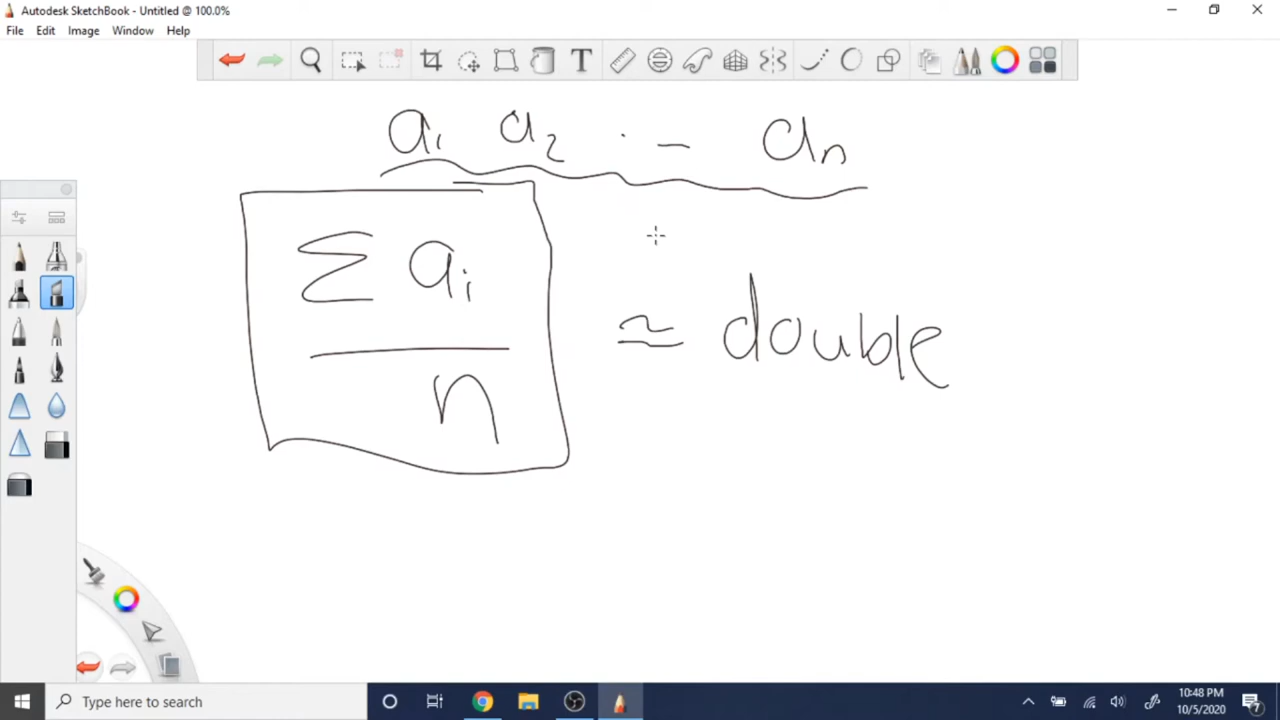 Autodesk SketchBook - Untitled @ 100.0%
File Edit Image Window Help
T
a₁ a₂ . – aₙ
Σ aᵢ
n
≃ double
Type here to search
10:48 PM
10/5/2020
7